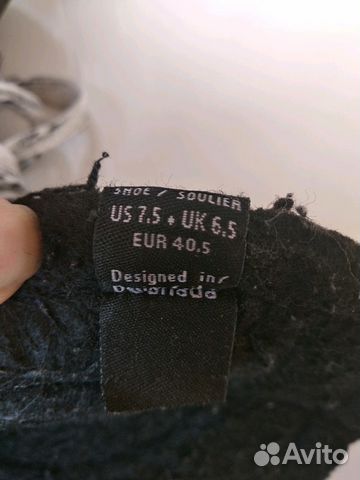 SHOE / SOULIER
US 7.5 • UK 6.5
EUR 40.5
Designed in/
Avito